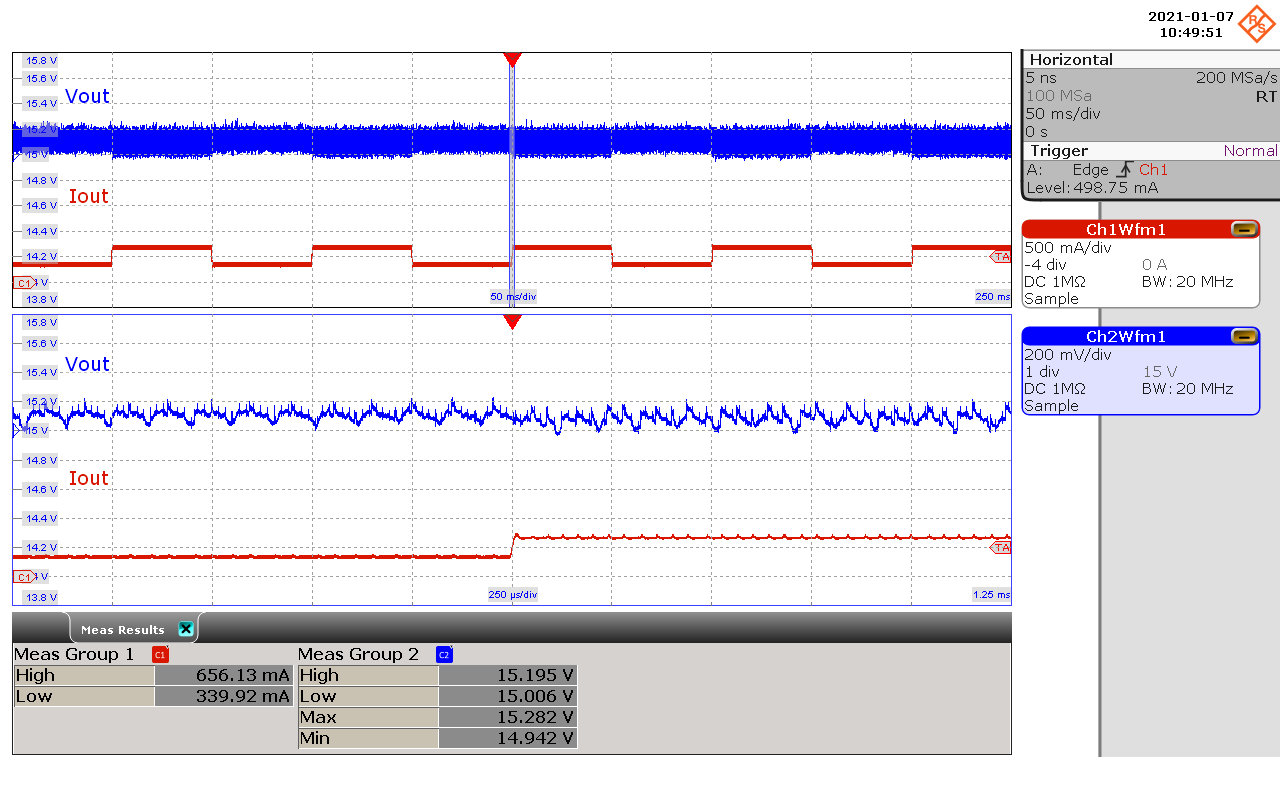 2021-01-07
10:49:51
R S
15.8 V
15.6 V
15.4 V
15.2 V
15 V
14.8 V
14.6 V
14.4 V
14.2 V
C1 V
13.8 V
Vout
Iout
TA
50 ms/div
250 ms
15.8 V
15.6 V
15.4 V
15.2 V
15 V
14.8 V
14.6 V
14.4 V
14.2 V
C1 V
13.8 V
Vout
Iout
TA
250 µs/div
1.25 ms
Horizontal
5 ns 200 MSa/s
100 MSa RT
50 ms/div
0 s
Trigger Normal
A: Edge Ch1
Level: 498.75 mA
Ch1Wfm1
500 mA/div
-4 div 0 A
DC 1MΩ BW: 20 MHz
Sample
Ch2Wfm1
200 mV/div
1 div 15 V
DC 1MΩ BW: 20 MHz
Sample
Meas Results
Meas Group 1 C1
High 656.13 mA
Low 339.92 mA
Meas Group 2 C2
High 15.195 V
Low 15.006 V
Max 15.282 V
Min 14.942 V